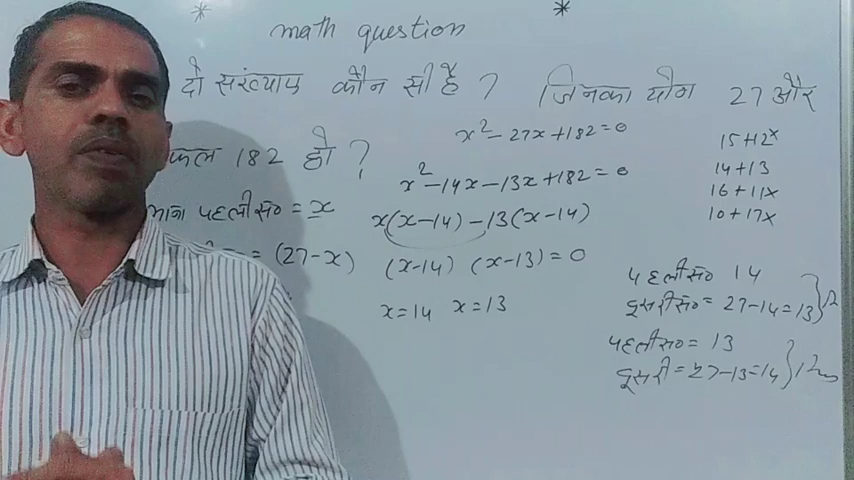 * math question *
दो संख्याए कौन सी है ? जिनका योग 27 और
फल 182 हो ?
माना पहलीसं० = x
= (27-x)
x² - 27x + 182 = 0
x² - 14x - 13x + 182 = 0
x(x-14) - 13(x-14)
(x-14) (x-13) = 0
x = 14 x = 13
15+12x
14+13
16+11x
10+17x
पहलीसं० 14
दूसरीसं० = 27-14=13
पहलीसं० = 13
दूसरी = 27-13=14